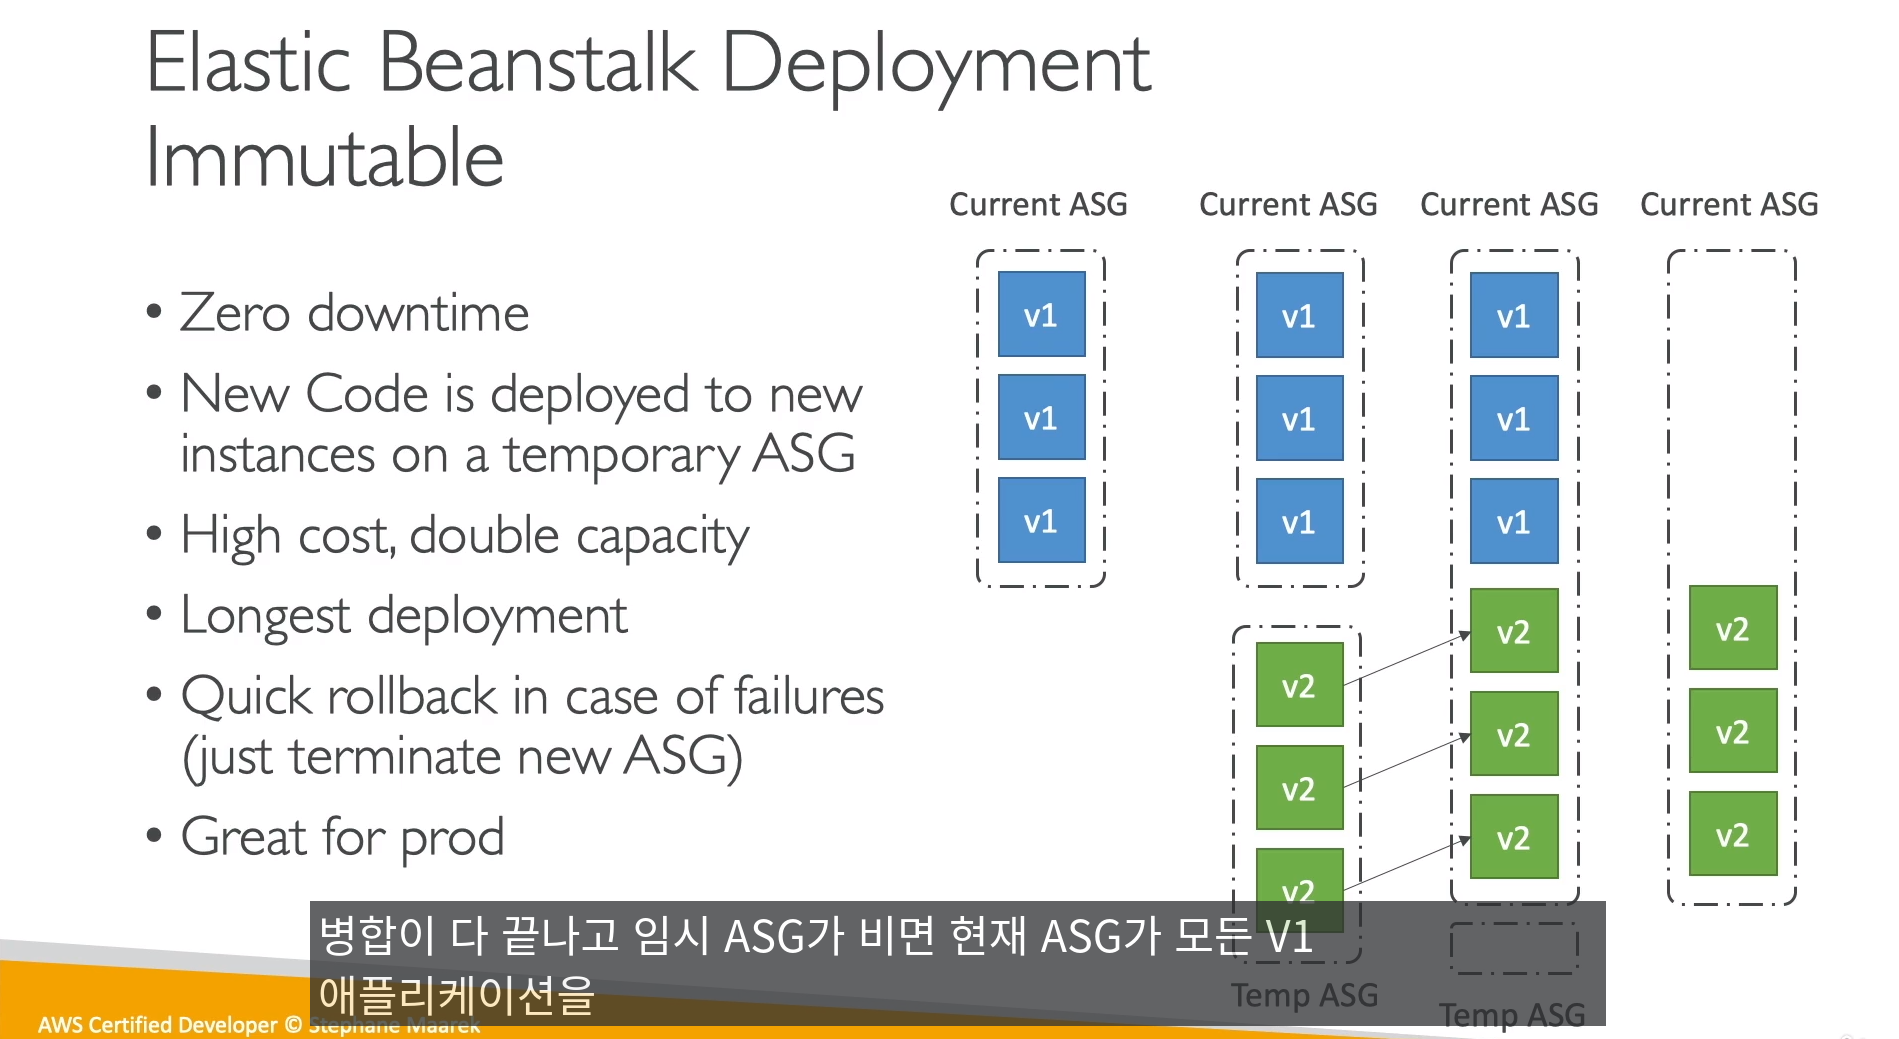 Elastic Beanstalk Deployment
Immutable
• Zero downtime
• New Code is deployed to new
instances on a temporary ASG
• High cost, double capacity
• Longest deployment
• Quick rollback in case of failures
(just terminate new ASG)
• Great for prod
Current ASG
v1
v1
v1
Current ASG
v1
v1
v1
v2
v2
v2
Temp ASG
Current ASG
v1
v1
v1
v2
v2
v2
Temp ASG
Current ASG
v2
v2
v2
병합이 다 끝나고 임시 ASG가 비면 현재 ASG가 모든 V1
애플리케이션을
AWS Certified Developer © Stephane Maarek